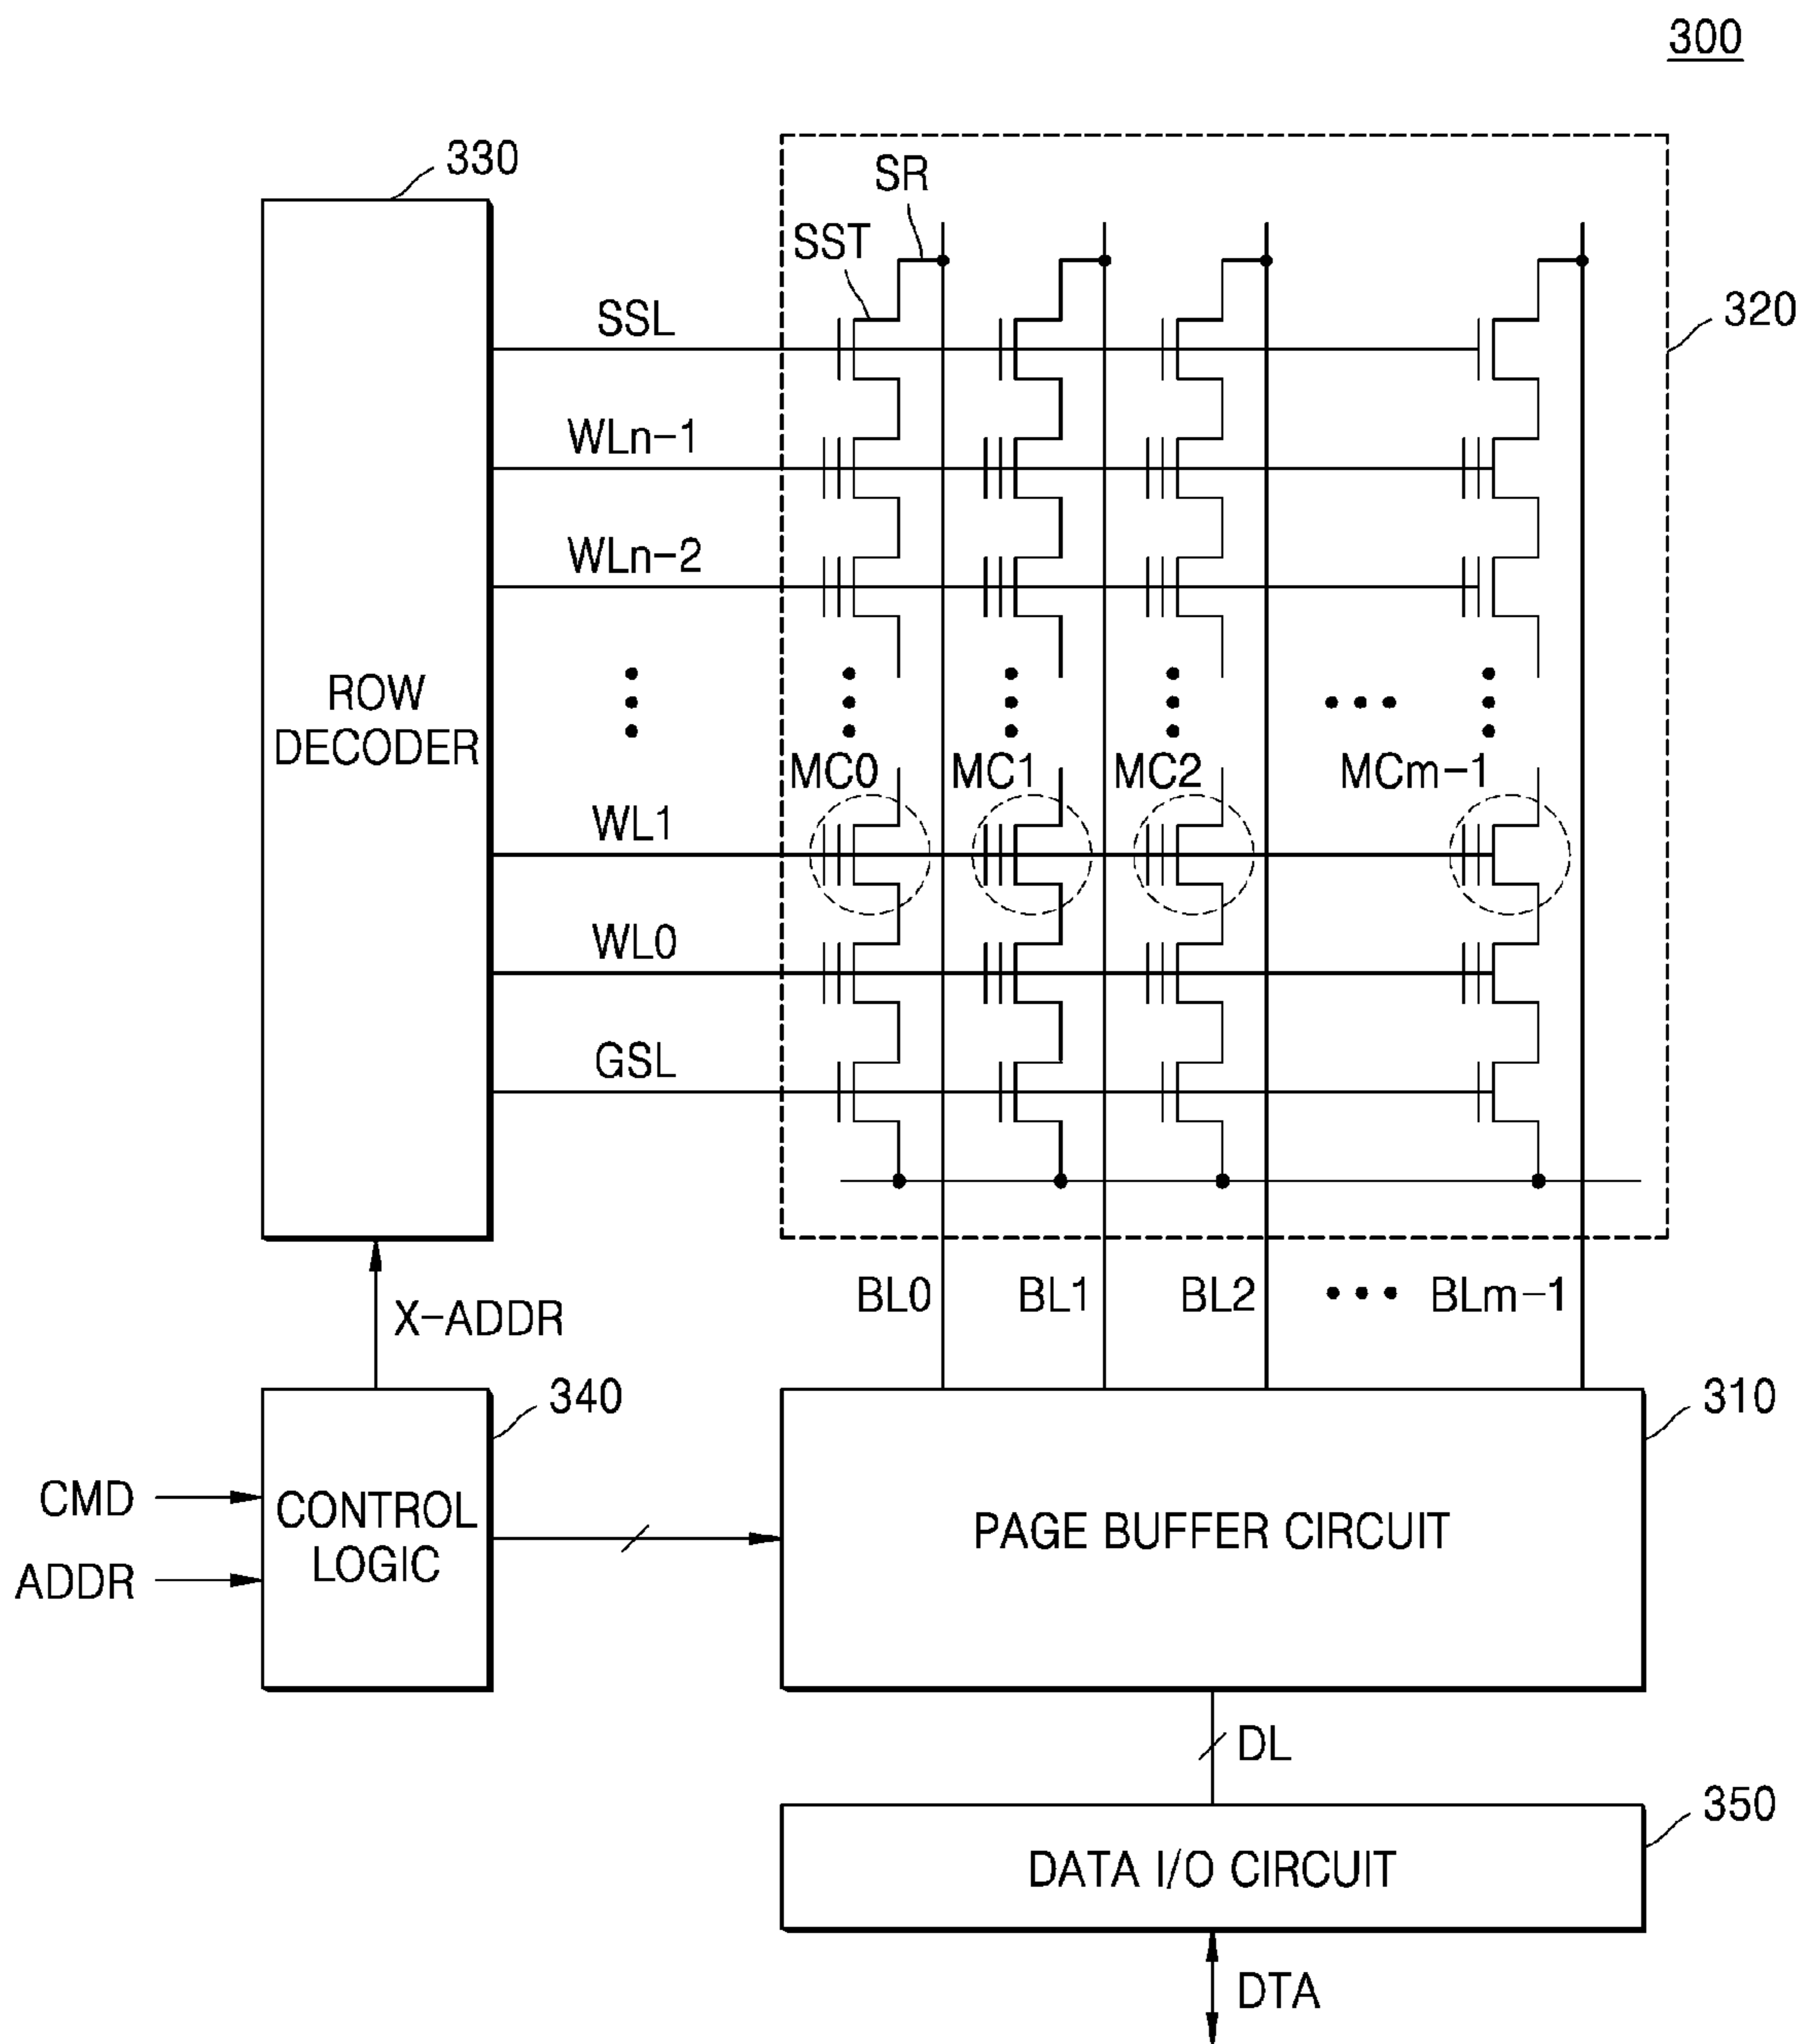 300
330
SR
SST
SSL
320
WLn-1
WLn-2
ROW
DECODER
MC0 MC1 MC2 MCm-1
WL1
WL0
GSL
BL0 BL1 BL2 ••• BLm-1
X-ADDR
340
310
CMD
CONTROL
LOGIC
ADDR
PAGE BUFFER CIRCUIT
DL
350
DATA I/O CIRCUIT
DTA